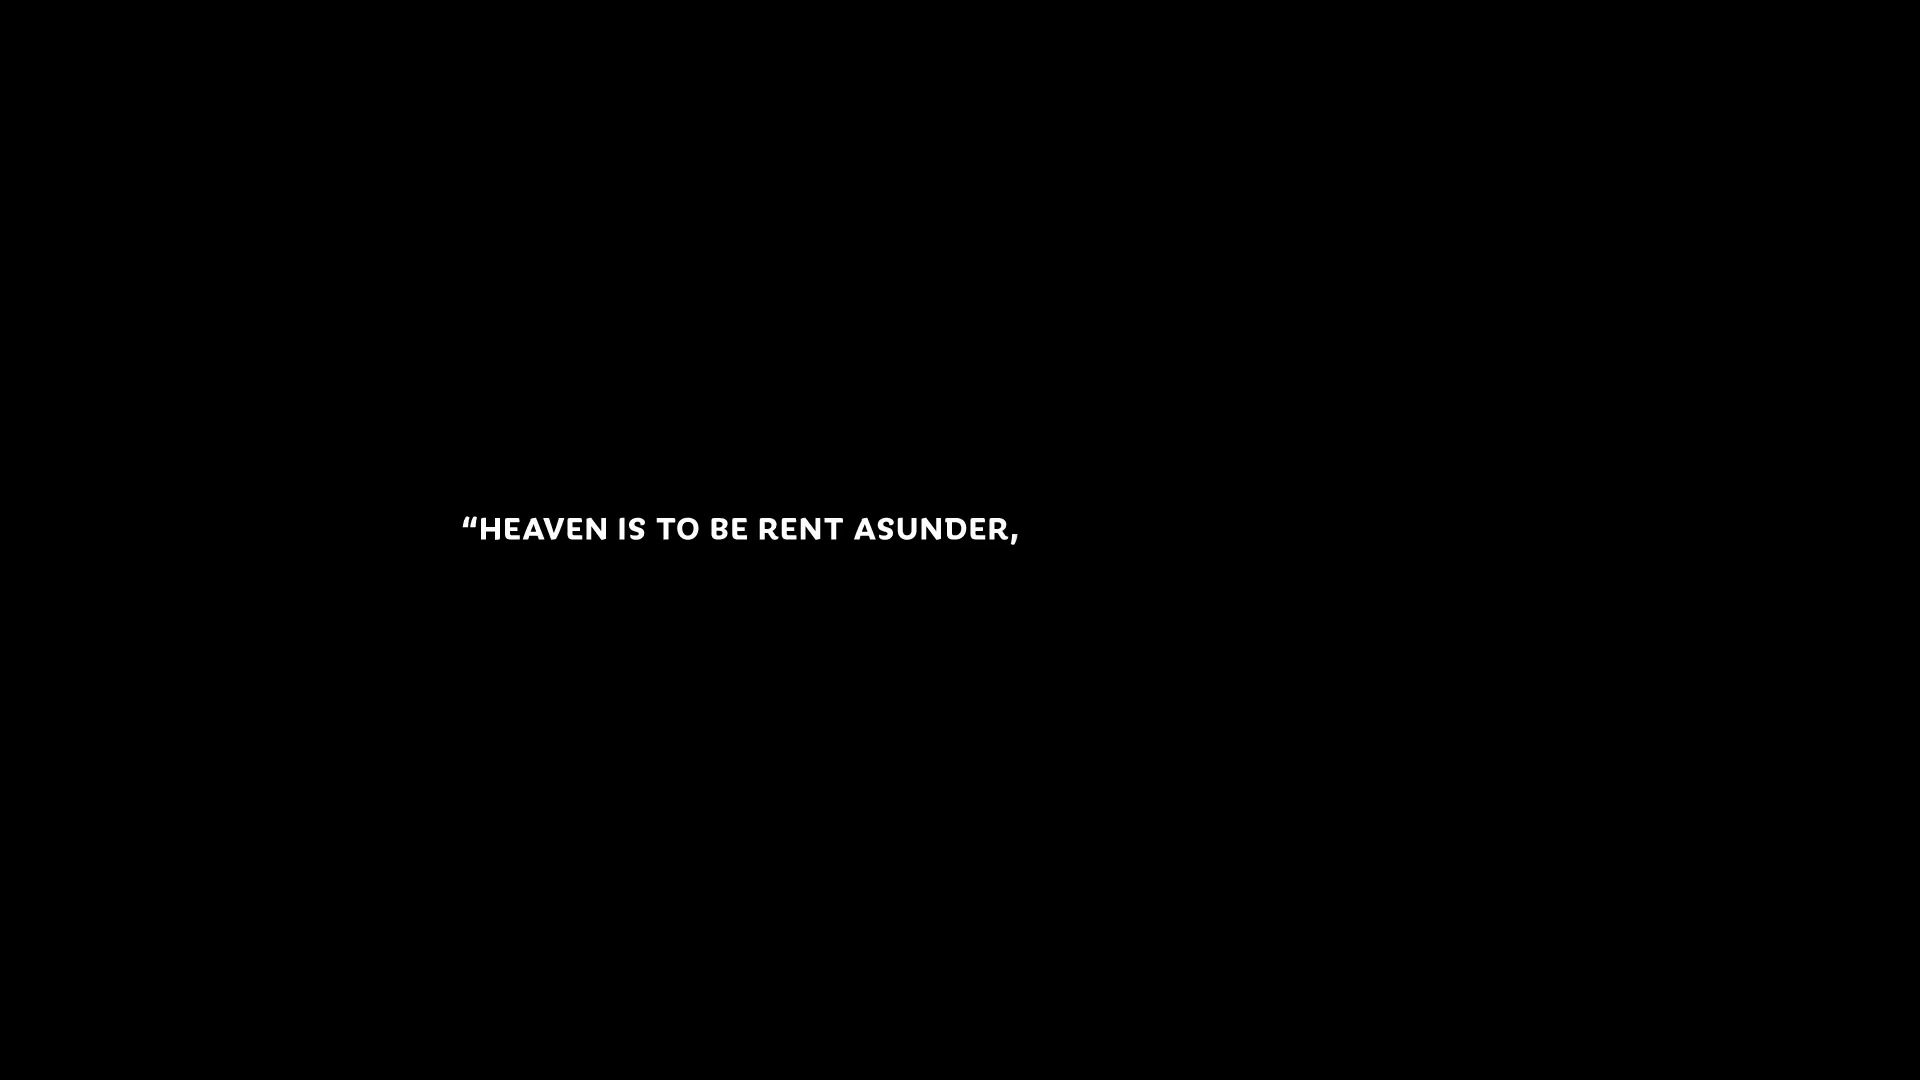 “HEAVEN IS TO BE RENT ASUNDER,